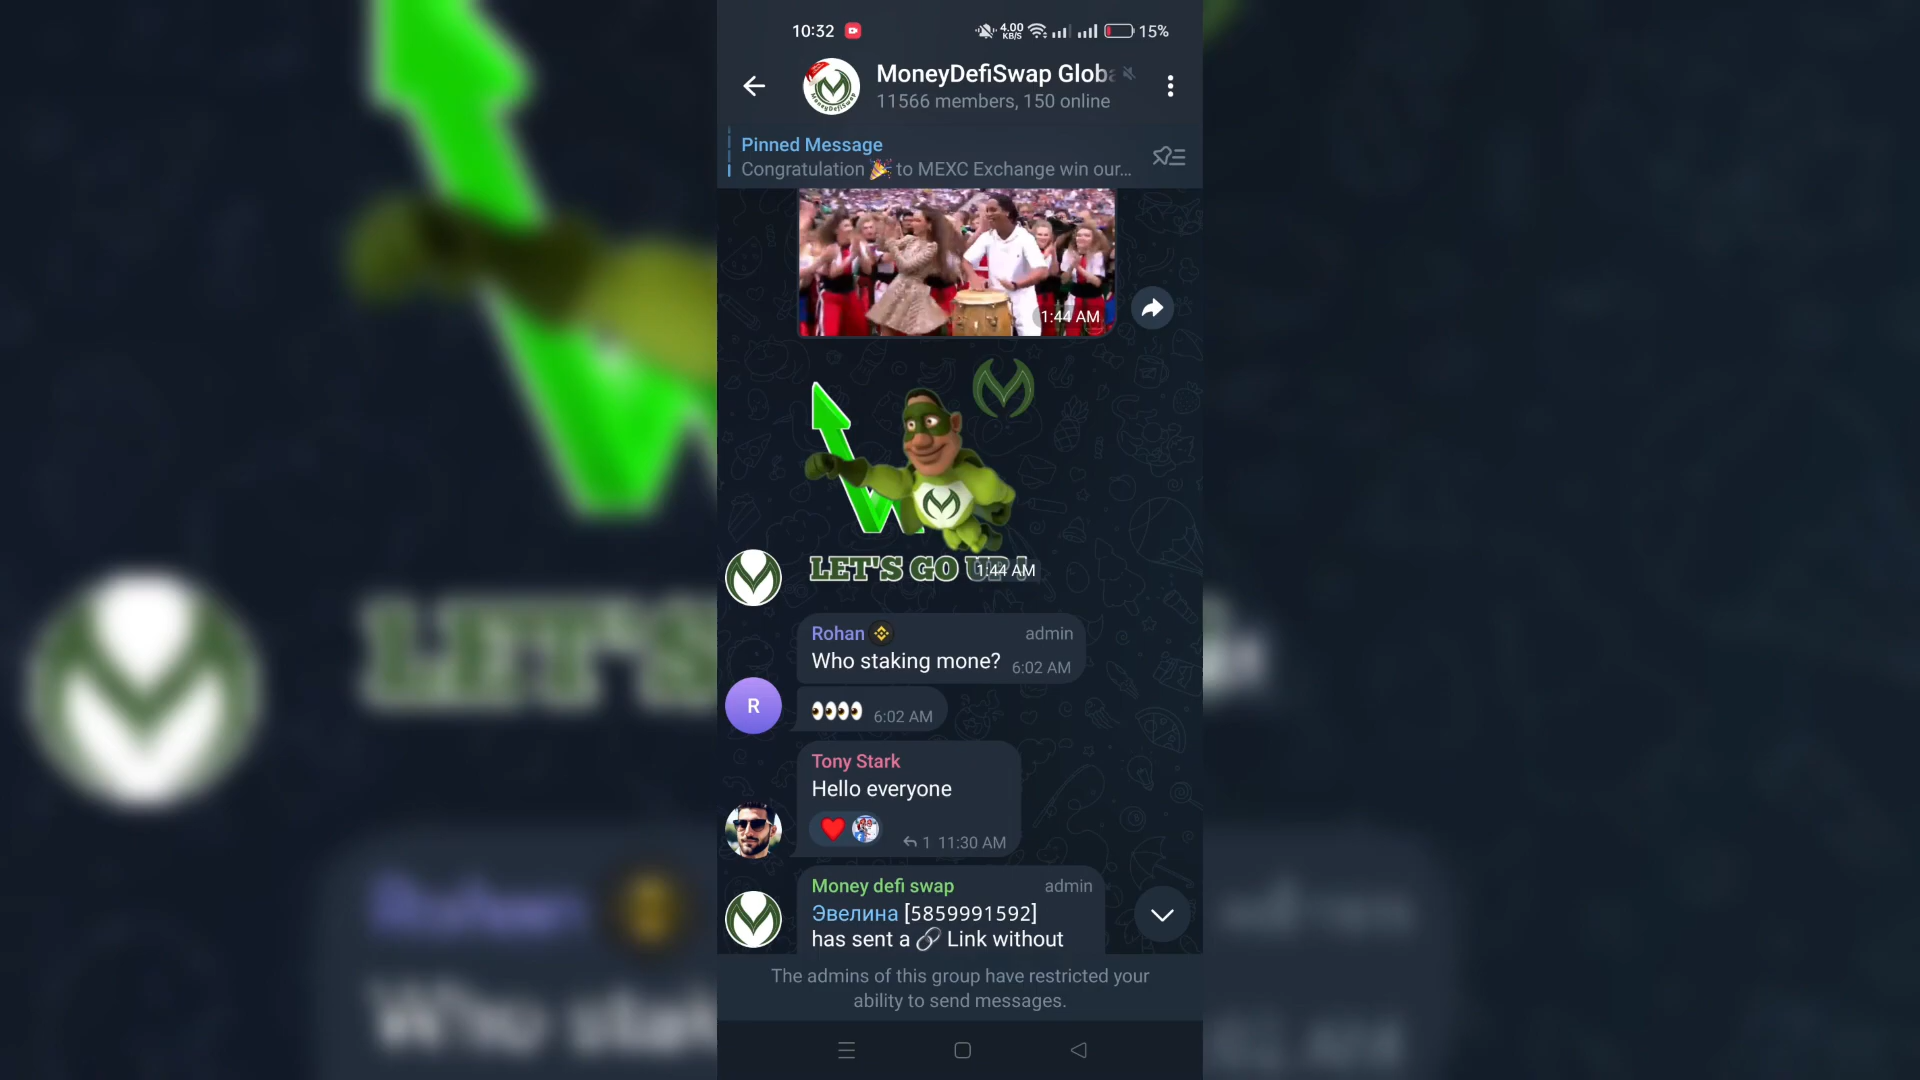 10:32
4.00
KB/S
15%
MoneyDefiSwap Glob
11566 members, 150 online
Pinned Message
Congratulation 🎉 to MEXC Exchange win our...
1:44 AM
LET'S GO UP !
1:44 AM
Rohan admin
Who staking mone? 6:02 AM
R
👀👀 6:02 AM
Tony Stark
Hello everyone
1 11:30 AM
Money defi swap admin
Эвелина [5859991592]
has sent a 🔗 Link without
The admins of this group have restricted your
ability to send messages.